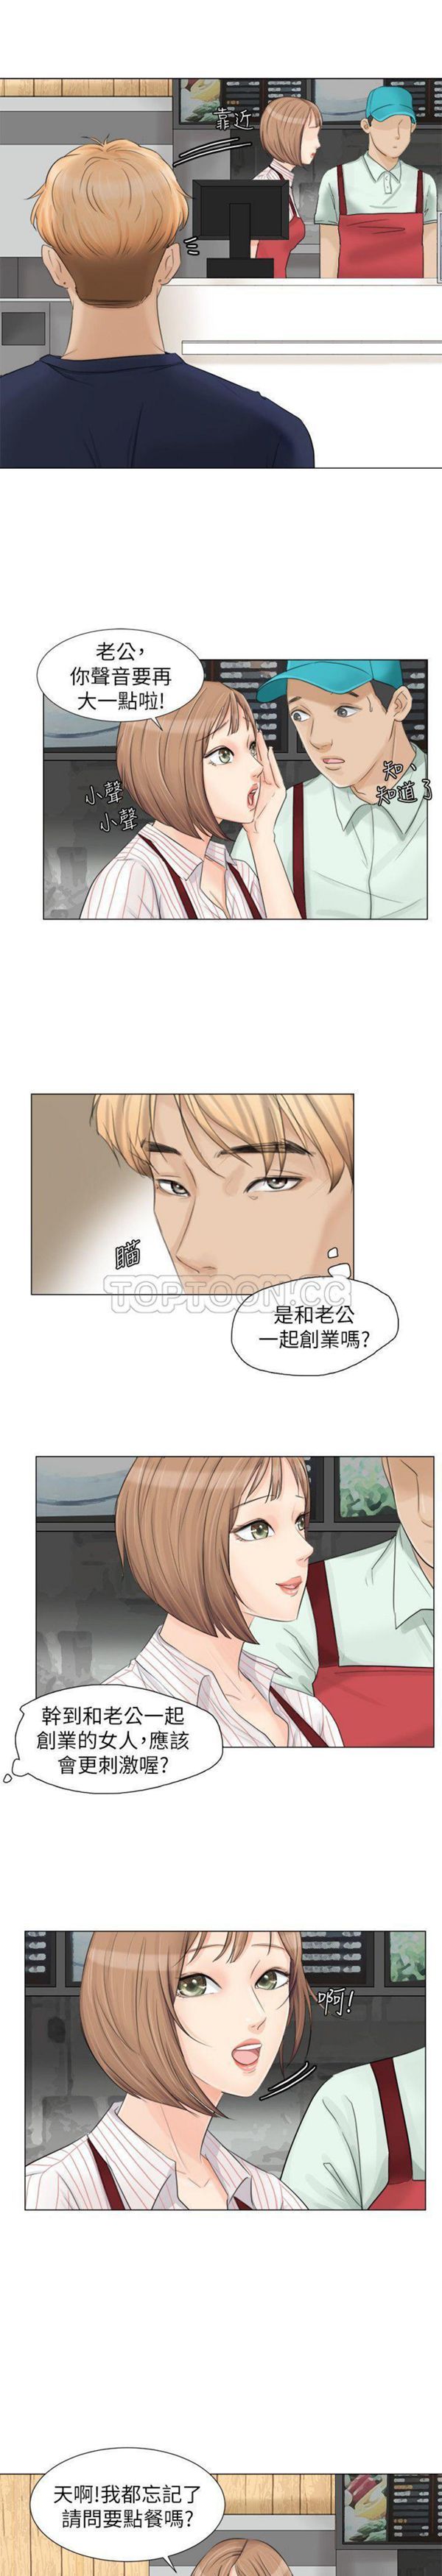 靠近
老公，
你聲音要再
大一點啦!
小聲
小聲
知、
知道了
瞄
TOPTOON.CC
是和老公
一起創業嗎?
幹到和老公一起
創業的女人，應該
會更刺激喔?
啊!
天啊!我都忘記了
請問要點餐嗎?